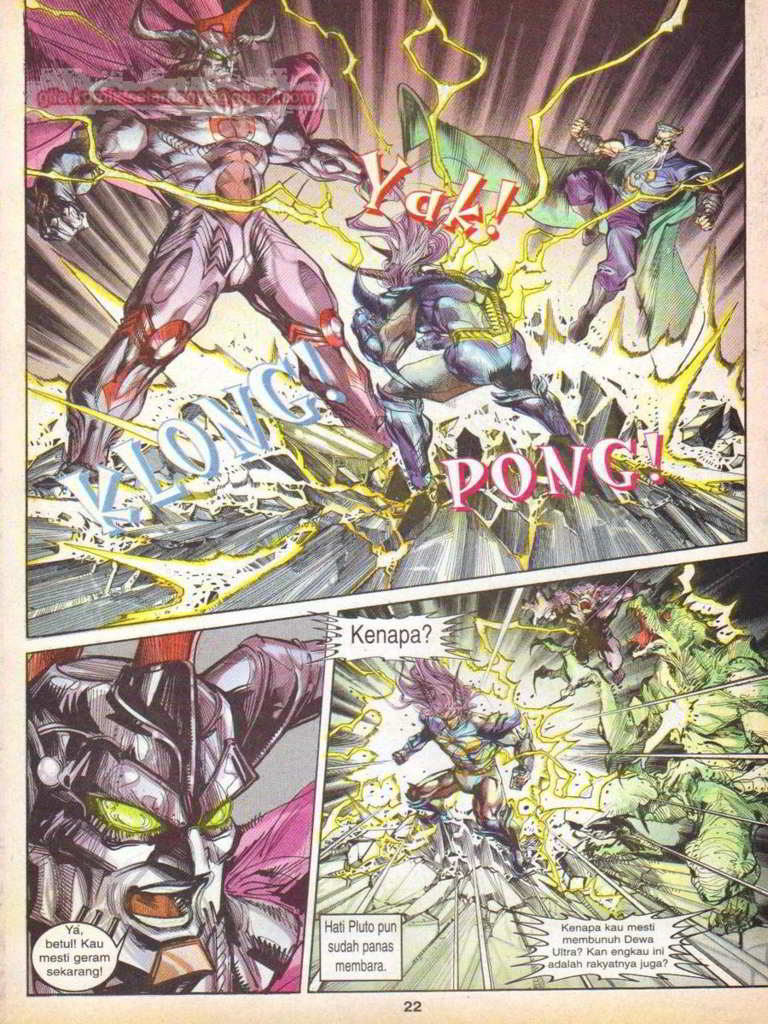 Yak!
KLONG!
PONG!
Kenapa?
Ya,
betul! Kau
mesti geram
sekarang!
Hati Pluto pun
sudah panas
membara.
Kenapa kau mesti
membunuh Dewa
Ultra? Kan engkau ini
adalah rakyatnya juga?
22